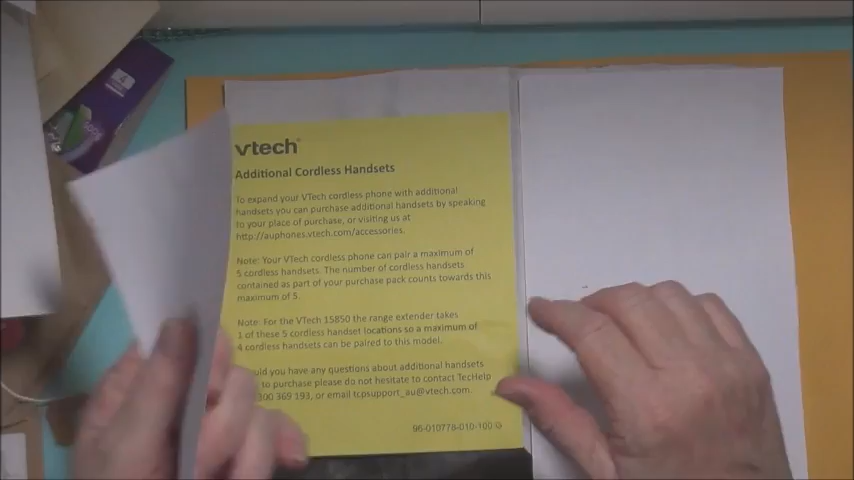 vtech
Additional Cordless Handsets
To expand your VTech cordless phone with additional
handsets you can purchase additional handsets by speaking
to your place of purchase, or visiting us at
http://auphones.vtech.com/accessories.
Note: Your VTech cordless phone can pair a maximum of
5 cordless handsets. The number of cordless handsets
contained as part of your purchase pack counts towards this
maximum of 5.
Note: For the VTech 15850 the range extender takes
1 of these 5 cordless handset locations so a maximum of
4 cordless handsets can be paired to this model.
ould you have any questions about additional handsets
to purchase please do not hesitate to contact TecHelp
300 369 193, or email tcpsupport_au@vtech.com.
96-010778-010-100